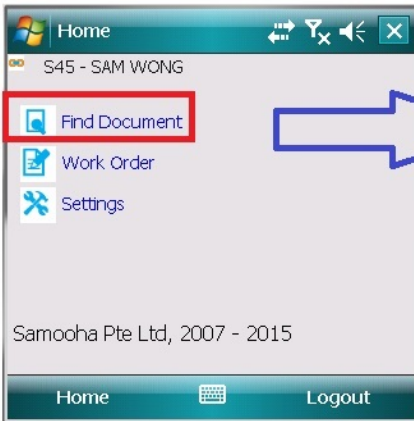 Home
S45 - SAM WONG
Find Document
Work Order
Settings
Samooha Pte Ltd, 2007 - 2015
Home
Logout